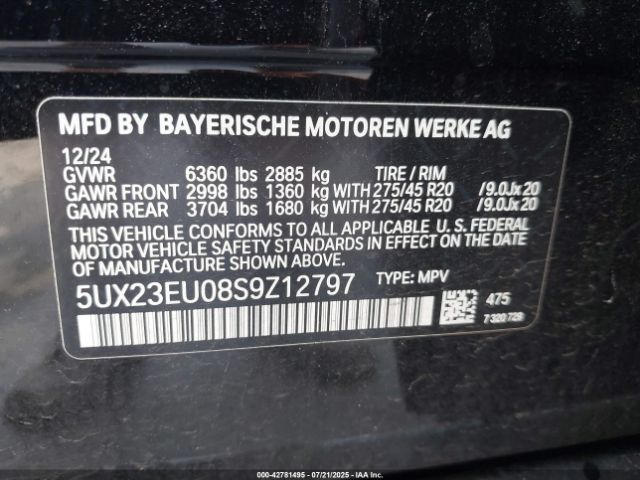 MFD BY BAYERISCHE MOTOREN WERKE AG
12/24
GVWR 6360 lbs 2885 kg TIRE / RIM
GAWR FRONT 2998 lbs 1360 kg WITH 275/45 R20 /9.0Jx20
GAWR REAR 3704 lbs 1680 kg WITH 275/45 R20 /9.0Jx20
THIS VEHICLE CONFORMS TO ALL APPLICABLE U. S. FEDERAL
MOTOR VEHICLE SAFETY STANDARDS IN EFFECT ON THE DATE
OF MANUFACTURE SHOWN ABOVE.
5UX23EU08S9Z12797 TYPE: MPV
475
7 320 729
000-42781495 - 07/21/2025 - IAA Inc.